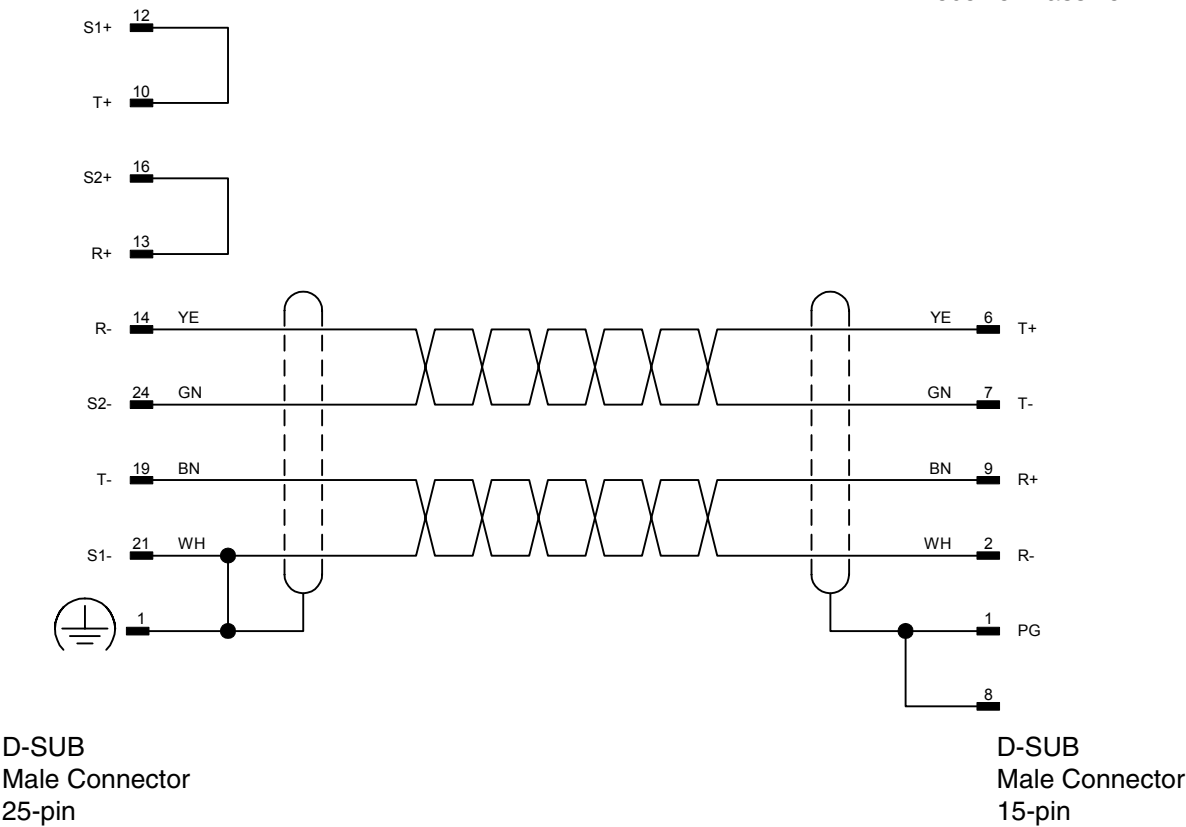 12
S1+
10
T+
16
S2+
13
R+
14 YE YE 6
R- T+
24 GN GN 7
S2- T-
19 BN BN 9
T- R+
21 WH WH 2
S1- R-
1 1
PG
8
D-SUB
Male Connector
25-pin
D-SUB
Male Connector
15-pin